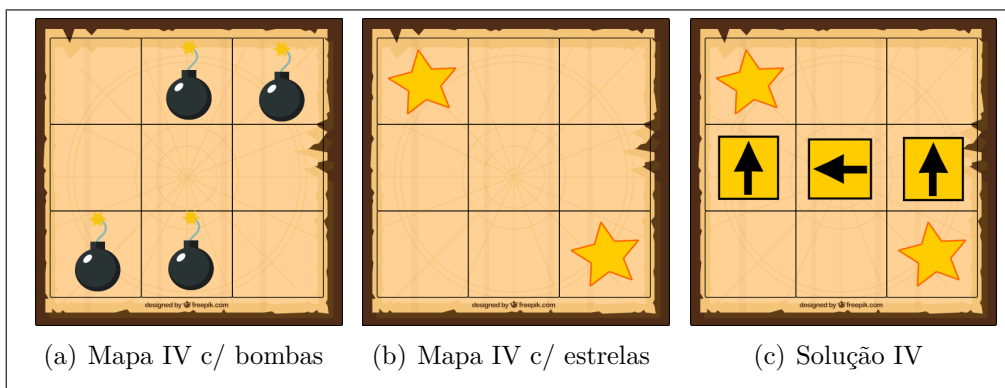 designed by freepik.com
designed by freepik.com
designed by freepik.com
(a) Mapa IV c/ bombas
(b) Mapa IV c/ estrelas
(c) Solução IV